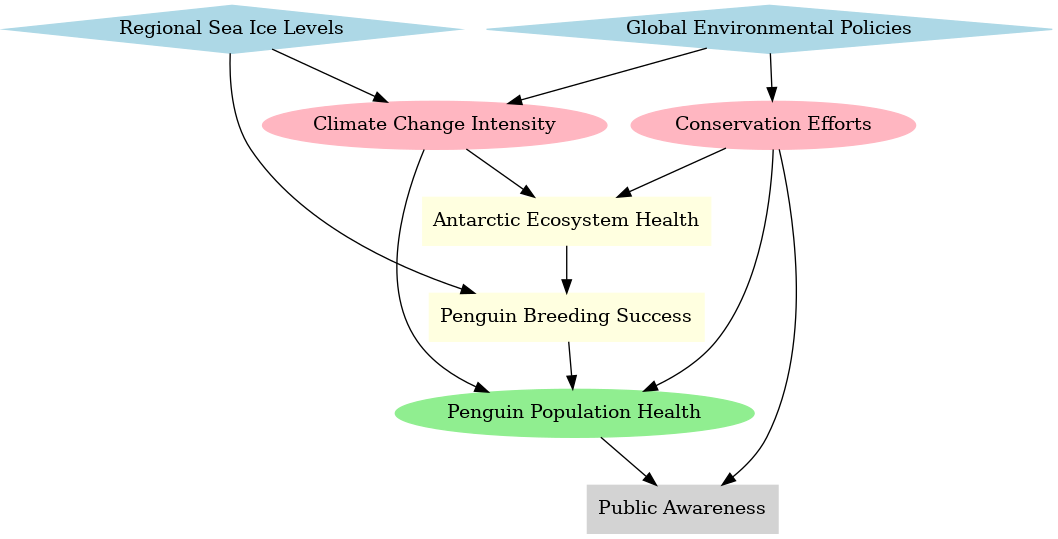 Regional Sea Ice Levels
Global Environmental Policies
Climate Change Intensity
Conservation Efforts
Antarctic Ecosystem Health
Penguin Breeding Success
Penguin Population Health
Public Awareness